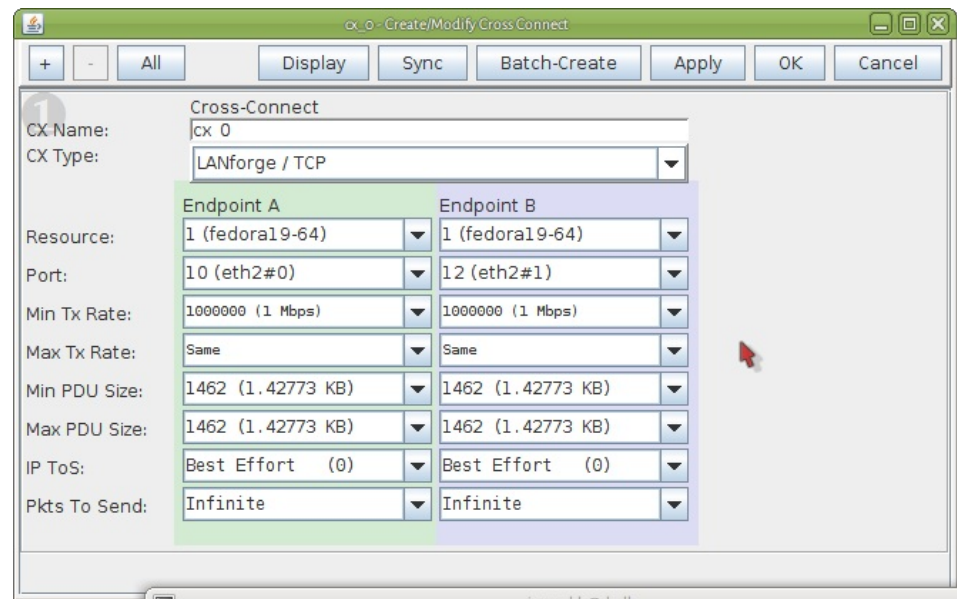 cx_0 - Create/Modify Cross Connect
+ - All Display Sync Batch-Create Apply OK Cancel
1
Cross-Connect
CX Name: cx 0
CX Type: LANforge / TCP
Endpoint A Endpoint B
Resource: 1 (fedora19-64) 1 (fedora19-64)
Port: 10 (eth2#0) 12 (eth2#1)
Min Tx Rate: 1000000 (1 Mbps) 1000000 (1 Mbps)
Max Tx Rate: Same Same
Min PDU Size: 1462 (1.42773 KB) 1462 (1.42773 KB)
Max PDU Size: 1462 (1.42773 KB) 1462 (1.42773 KB)
IP ToS: Best Effort (0) Best Effort (0)
Pkts To Send: Infinite Infinite